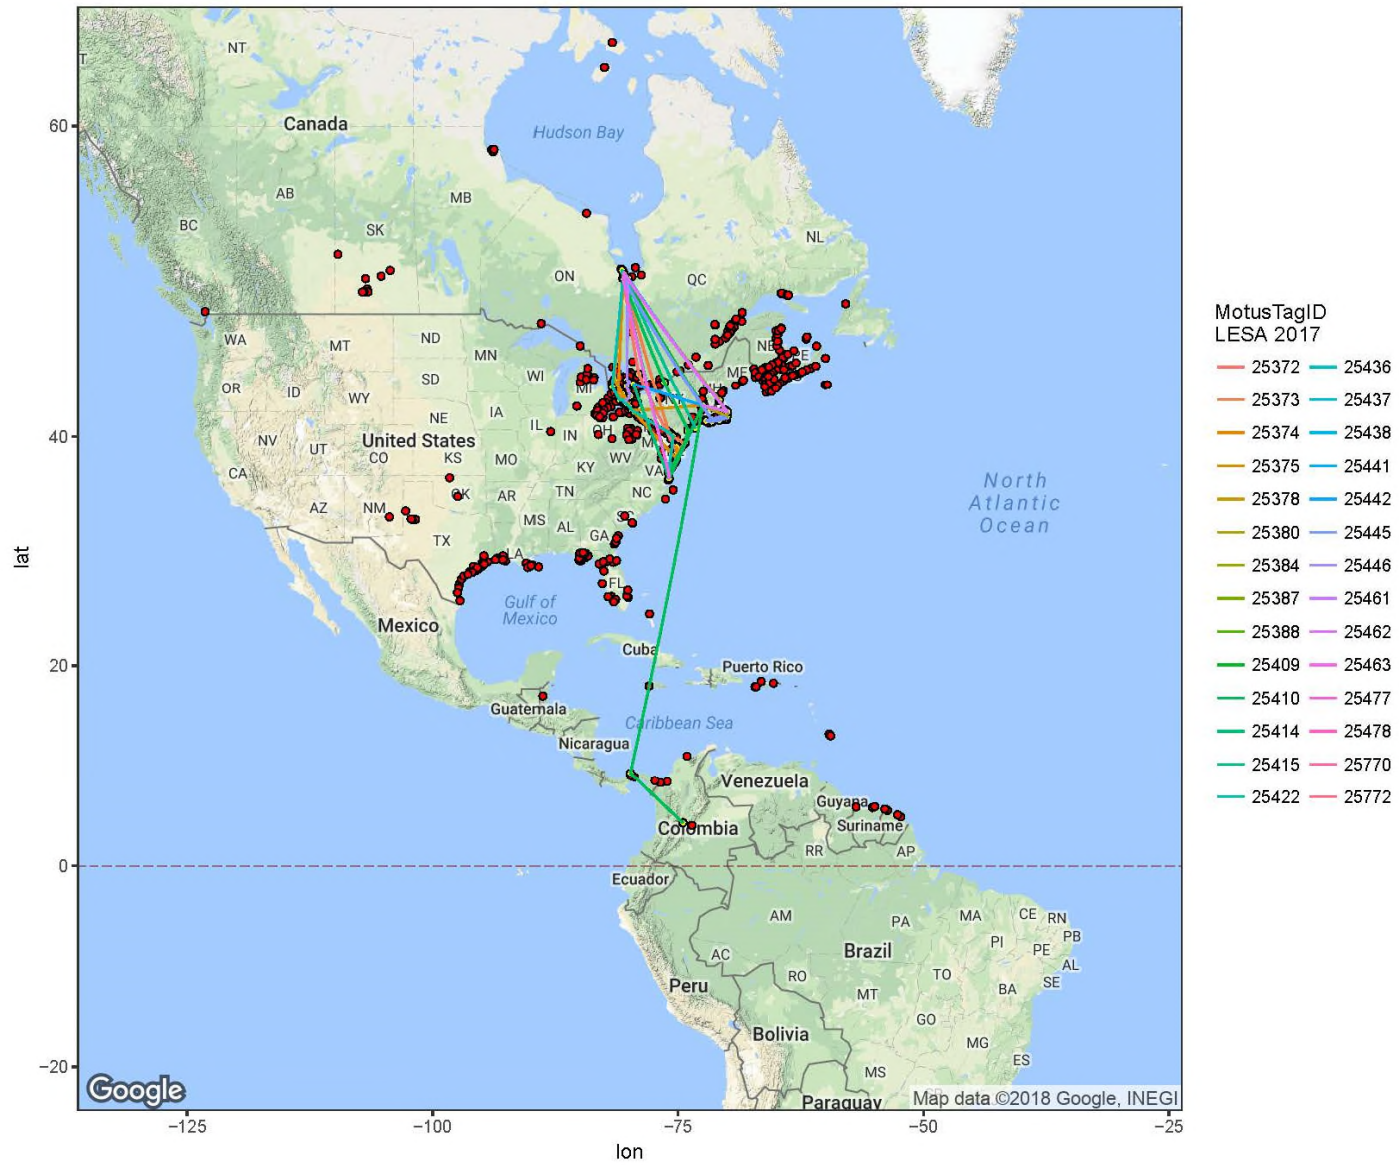 NT
Canada
Hudson Bay
AB
MB
BC
SK
NL
ON
QC
WA
MT
ND
MN
OR
ID
WY
SD
WI
MI
ME
PE
NE
IA
IL
IN
OH
NV
UT
United States
CO
KS
MO
WV
VA
CA
KY
North
Atlantic
Ocean
AZ
NM
OK
AR
TN
NC
MS
AL
GA
SC
TX
LA
FL
Gulf of
Mexico
Mexico
Cuba
Puerto Rico
Guatemala
Caribbean Sea
Nicaragua
Venezuela
Guyana
Suriname
Colombia
RR
AP
Ecuador
AM
PA
MA
CE
RN
PB
PI
PE
AL
AC
Brazil
RO
TO
SE
Peru
MT
BA
GO
Bolivia
MG
ES
MS
Paraguay
Google
Map data ©2018 Google, INEGI
60
40
20
0
−20
lat
−125
−100
−75
−50
−25
lon
MotusTagID
LESA 2017
25372 25436
25373 25437
25374 25438
25375 25441
25378 25442
25380 25445
25384 25446
25387 25461
25388 25462
25409 25463
25410 25477
25414 25478
25415 25770
25422 25772